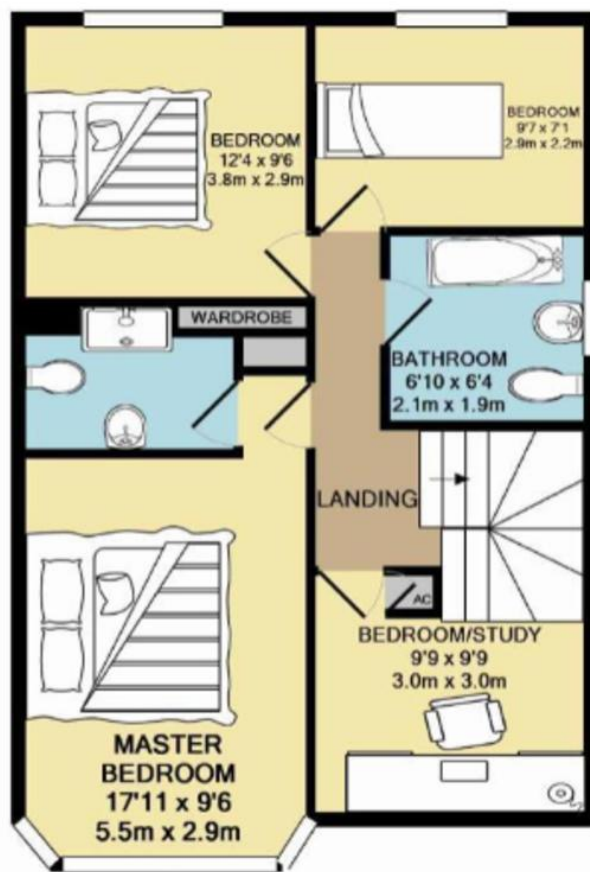 BEDROOM
12'4 x 9'6
3.8m x 2.9m
BEDROOM
9'7 x 7'1
2.9m x 2.2m
WARDROBE
BATHROOM
6'10 x 6'4
2.1m x 1.9m
LANDING
AC
BEDROOM/STUDY
9'9 x 9'9
3.0m x 3.0m
MASTER
BEDROOM
17'11 x 9'6
5.5m x 2.9m